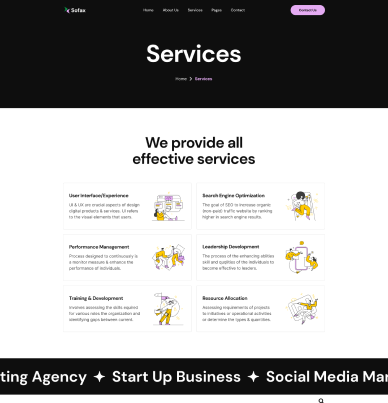 Sofax
Home About Us Services Pages Contact
Contact Us
Services
Home > Services
We provide all
effective services
User Interface/Experience
UI & UX are crucial aspects of design
digital products & services. UI refers
to the visual elements that users.
Search Engine Optimization
The goal of SEO is to increase organic
(non-paid) traffic website by ranking
higher in search engine results.
Performance Management
Process designed to continuously is
a monitor measure & enhance the
performance of individuals.
Leadership Development
The process of the enhancing abilities
skill and qualities of the individuals to
become effective to leaders.
Training & Development
Involves assessing the skills aquired
for various roles the organization and
identifying gaps between current.
Resource Allocation
Assessing requirements of projects
to initiatives or operational activities
or determine the types & quantities.
ting Agency ✦ Start Up Business ✦ Social Media Mar